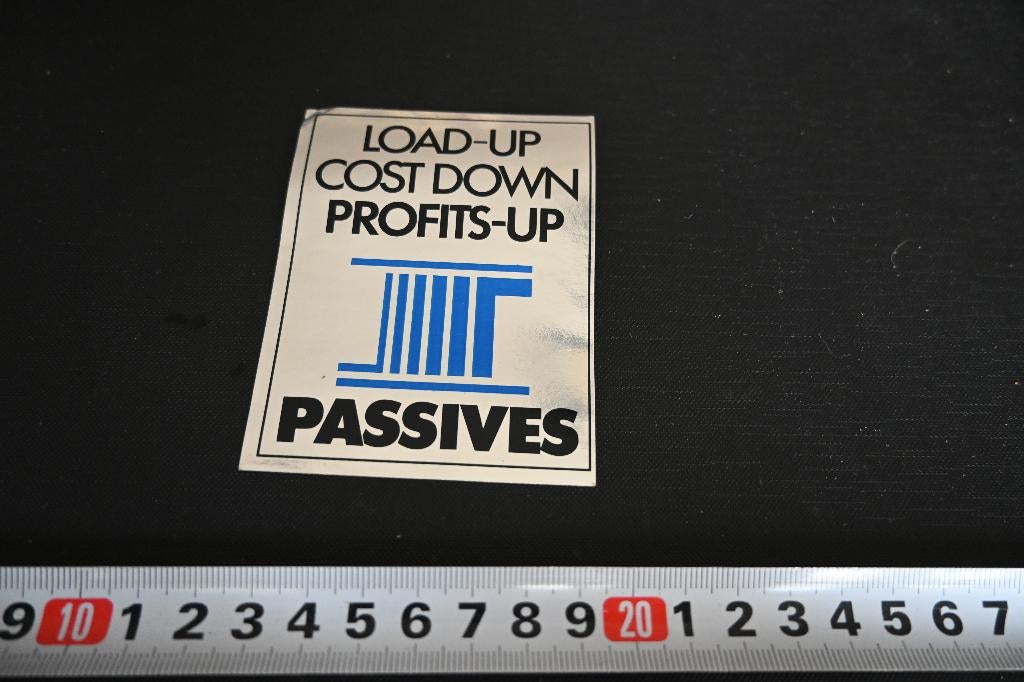 LOAD-UP
COST DOWN
PROFITS-UP
PASSIVES
9 10 1 2 3 4 5 6 7 8 9 20 1 2 3 4 5 6 7